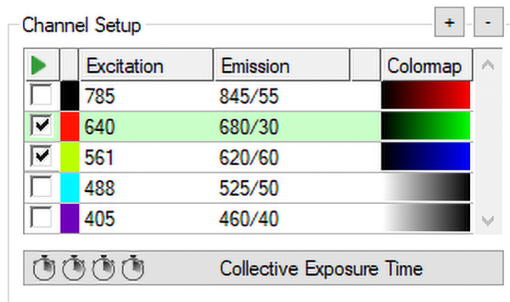 Channel Setup + -
Excitation Emission Colormap
785 845/55
640 680/30
561 620/60
488 525/50
405 460/40
Collective Exposure Time